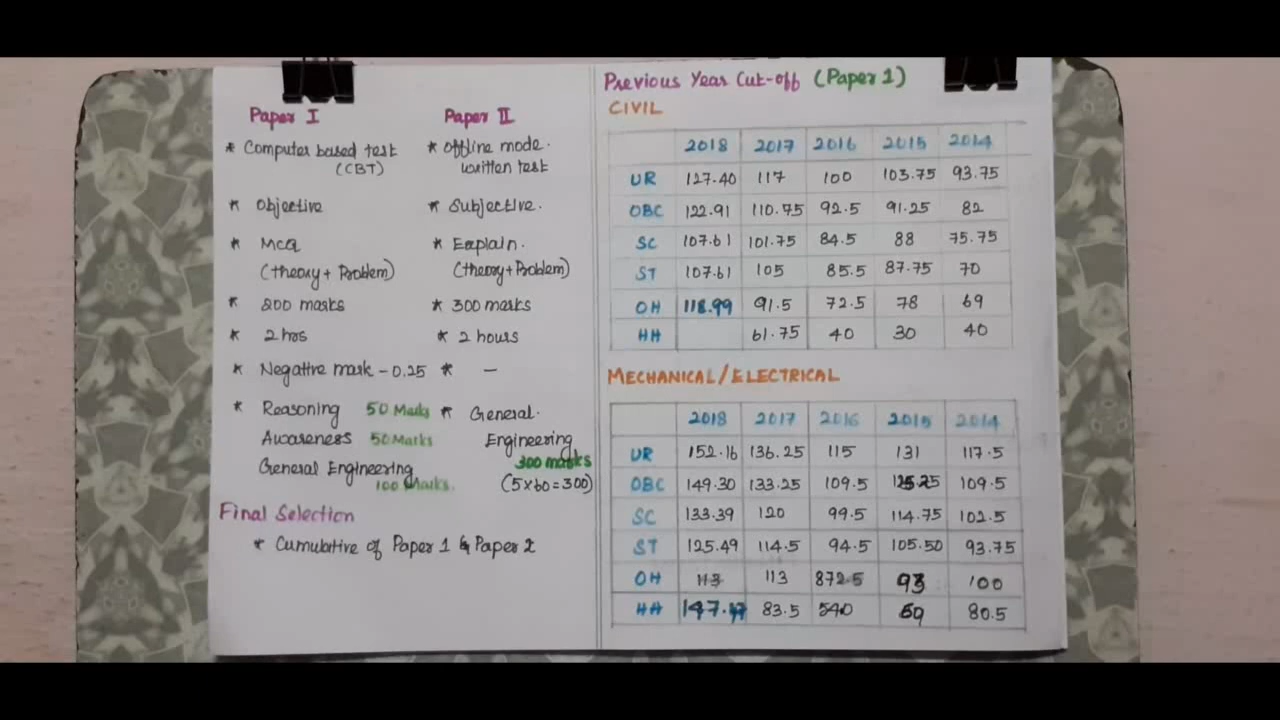 Paper I
Paper II
* Computer based test
(CBT)
* Offline mode.
written test
* Objective
* Subjective.
* Mcq
(theory + Problem)
* Explain.
(theory + Problem)
* 200 marks
* 300 marks
* 2 hrs
* 2 hours
* Negative mark - 0.25
* -
* Reasoning 50 Marks
Awareness 50 Marks
General Engineering
100 Marks.
* General.
Engineering
300 marks
(5 x 60 = 300)
Final Selection
* Cumulative of Paper 1 & Paper 2
Previous Year Cut-off (Paper 1)
CIVIL
2018 2017 2016 2015 2014
UR 127.40 117 100 103.75 93.75
OBC 122.91 110.75 92.5 91.25 82
SC 107.61 101.75 84.5 88 75.75
ST 107.61 105 85.5 87.75 70
OH 118.99 91.5 72.5 78 69
HH 61.75 40 30 40
MECHANICAL/ELECTRICAL
2018 2017 2016 2015 2014
UR 152.16 136.25 115 131 117.5
OBC 149.30 133.25 109.5 109.5
SC 133.39 120 99.5 114.75 102.5
ST 125.49 114.5 94.5 105.50 93.75
OH 113 113 93 100
HH 83.5 80.5